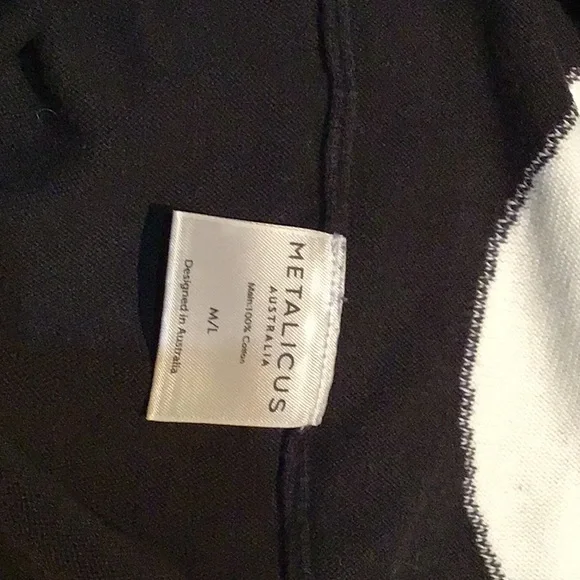 METALICUS
AUSTRALIA
Main:100% Cotton
M/L
Designed in Australia